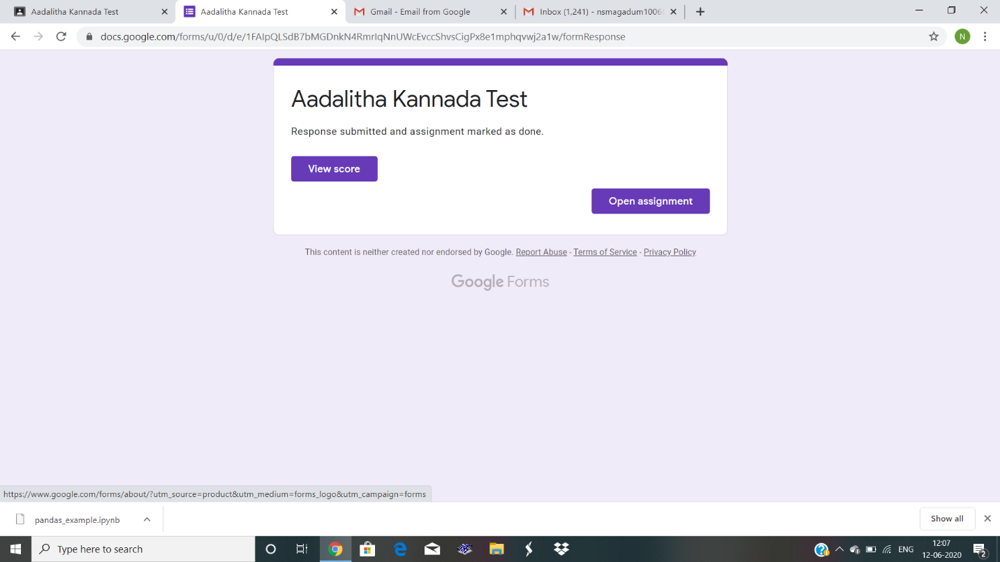 Aadalitha Kannada Test
Aadalitha Kannada Test
Gmail - Email from Google
Inbox (1,241) - nsmagadum1006
docs.google.com/forms/u/0/d/e/1FAIpQLSdB7bMGDnkN4RmrIqNnUWcEvccShvsCigPx8e1mphqvwj2a1w/formResponse
N
Aadalitha Kannada Test
Response submitted and assignment marked as done.
View score
Open assignment
This content is neither created nor endorsed by Google. Report Abuse - Terms of Service - Privacy Policy
Google Forms
https://www.google.com/forms/about/?utm_source=product&utm_medium=forms_logo&utm_campaign=forms
pandas_example.ipynb
Show all
Type here to search
ENG
12:07
12-06-2020
2